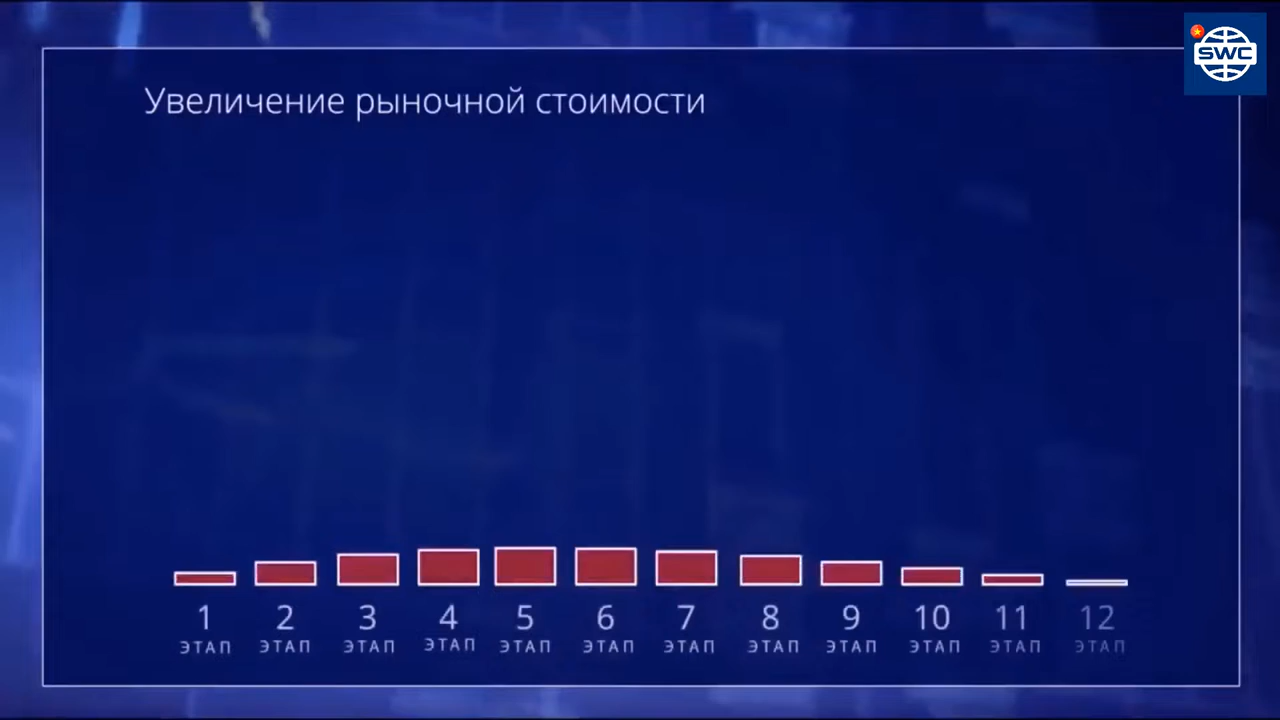 SWC
Увеличение рыночной стоимости
1 2 3 4 5 6 7 8 9 10 11 12
ЭТАП ЭТАП ЭТАП ЭТАП ЭТАП ЭТАП ЭТАП ЭТАП ЭТАП ЭТАП ЭТАП ЭТАП